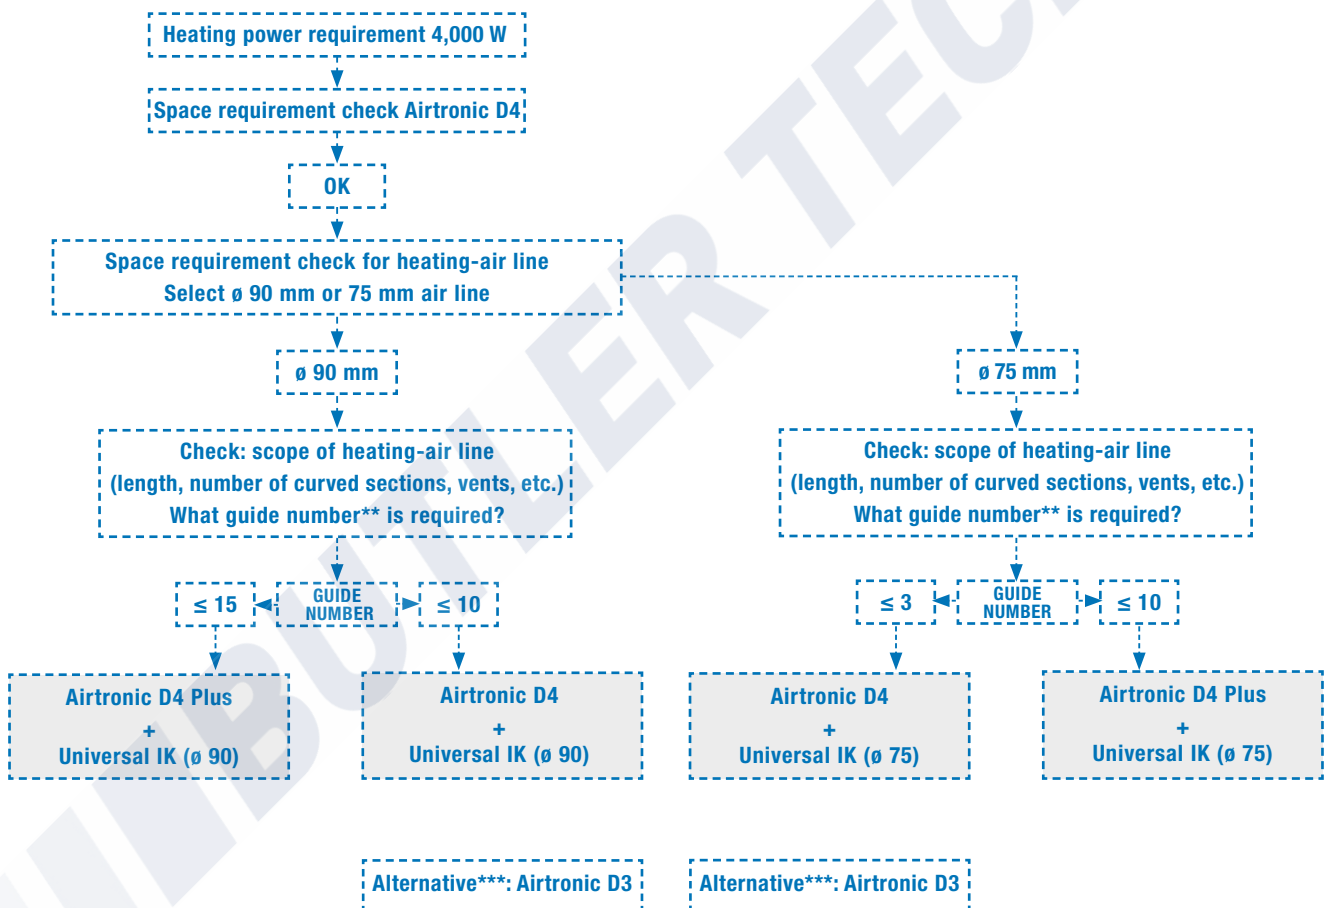 Heating power requirement 4,000 W
Space requirement check Airtronic D4
OK
Space requirement check for heating-air line
Select ø 90 mm or 75 mm air line
ø 90 mm
ø 75 mm
Check: scope of heating-air line
(length, number of curved sections, vents, etc.)
What guide number** is required?
Check: scope of heating-air line
(length, number of curved sections, vents, etc.)
What guide number** is required?
≤ 15
GUIDE
NUMBER
≤ 10
≤ 3
GUIDE
NUMBER
≤ 10
Airtronic D4 Plus
+
Universal IK (ø 90)
Airtronic D4
+
Universal IK (ø 90)
Airtronic D4
+
Universal IK (ø 75)
Airtronic D4 Plus
+
Universal IK (ø 75)
Alternative***: Airtronic D3
Alternative***: Airtronic D3
BUTLER TEC